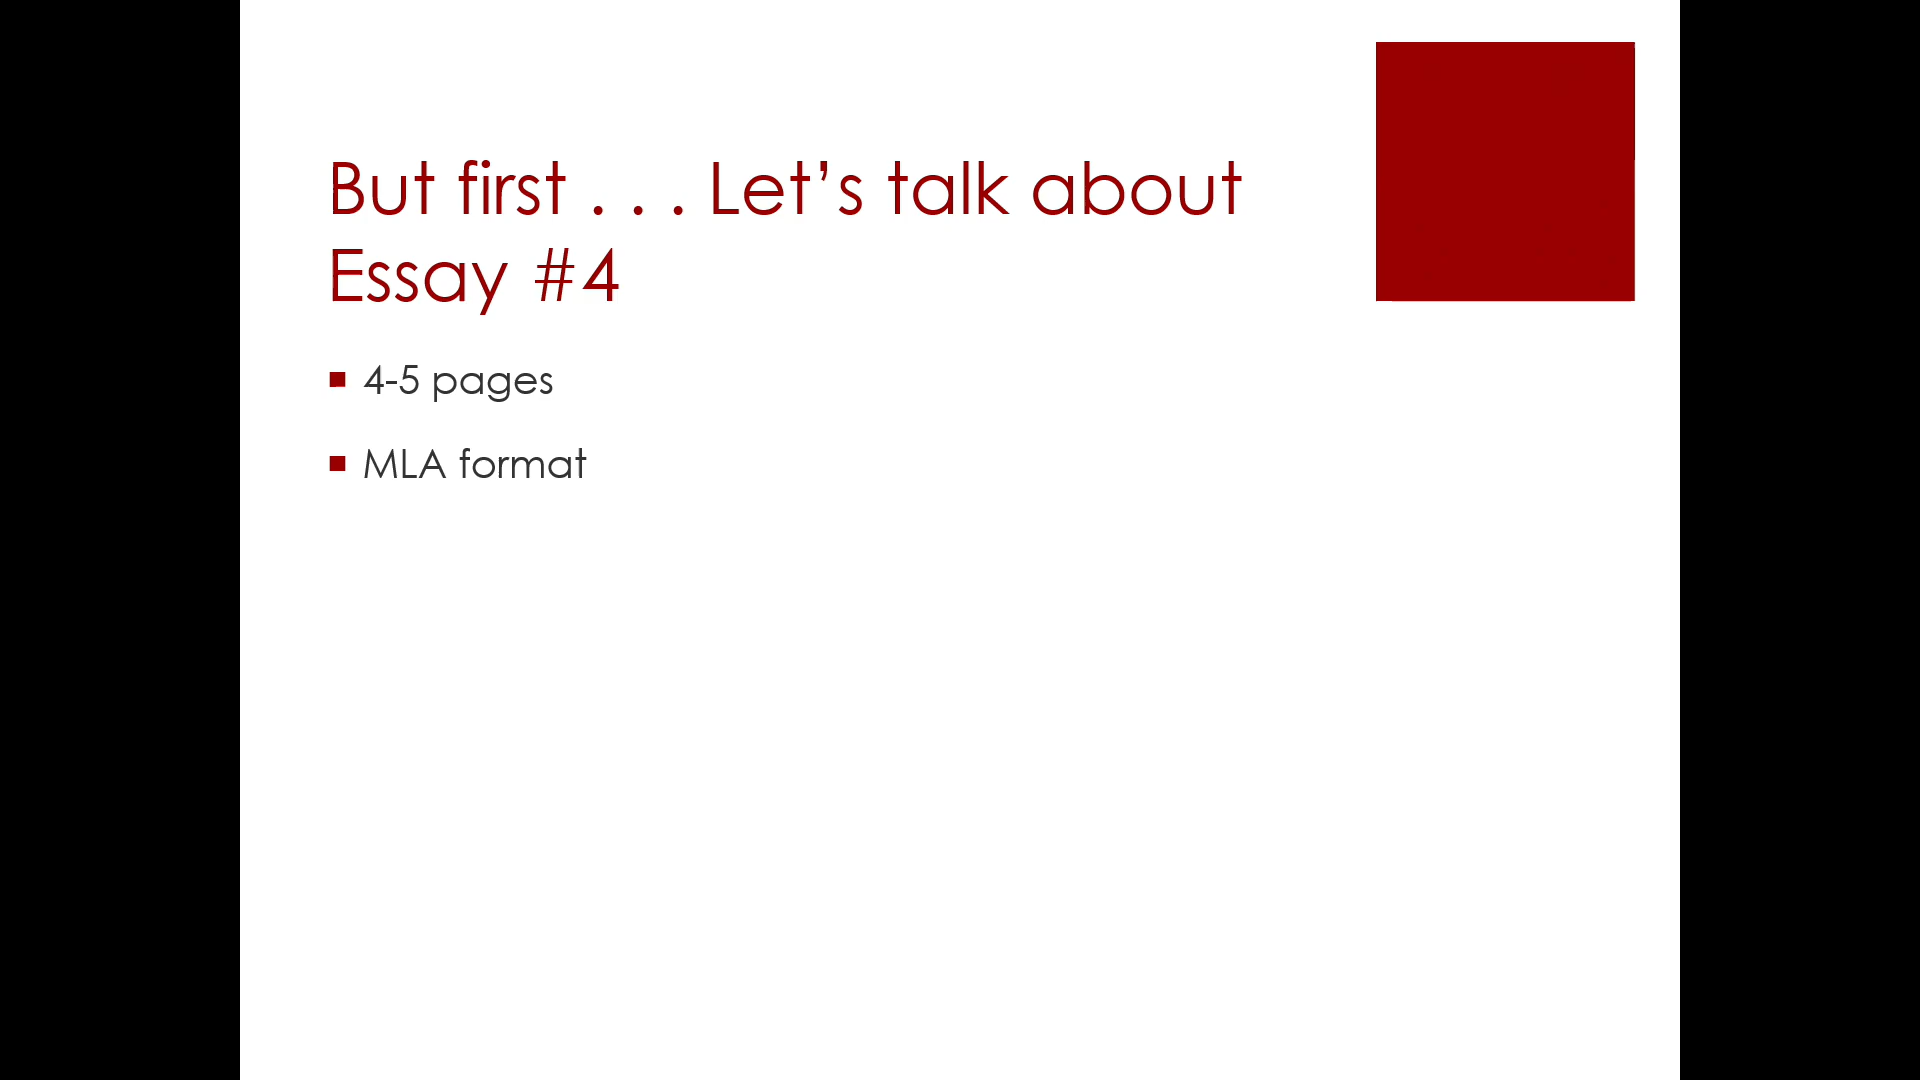 But first . . . Let’s talk about
Essay #4
4-5 pages
MLA format